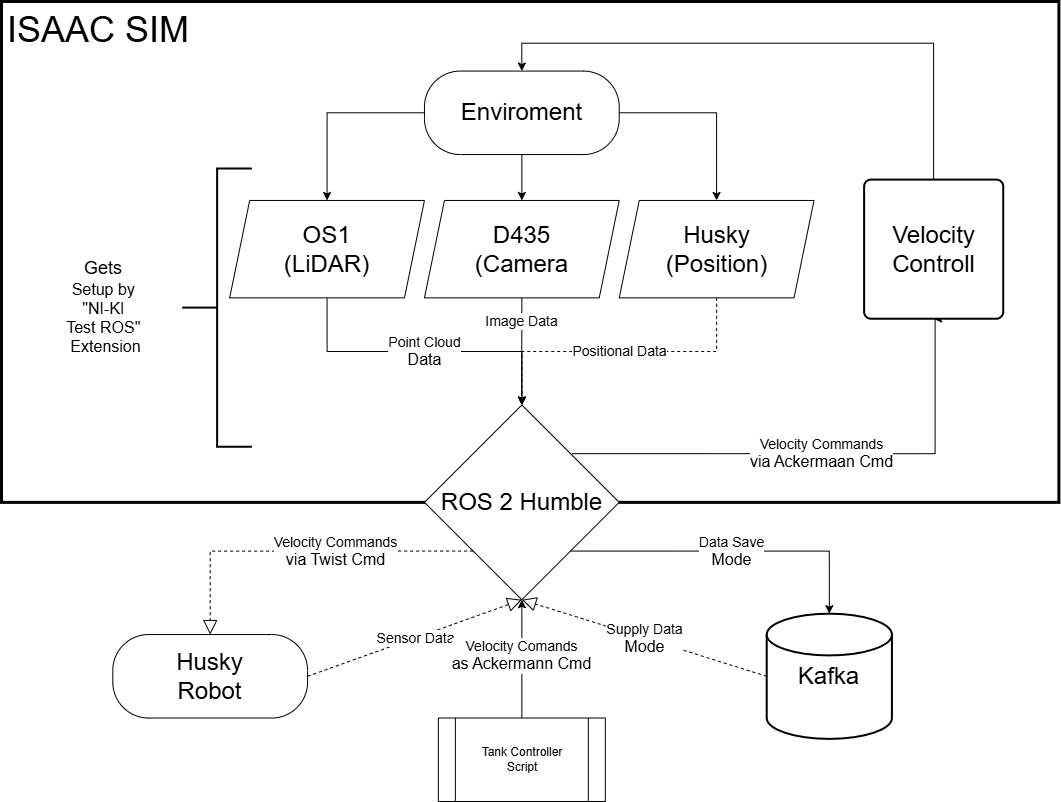 ISAAC SIM
Enviroment
OS1
(LiDAR)
D435
(Camera
Husky
(Position)
Velocity
Controll
Gets
Setup by
"NI-KI
Test ROS"
Extension
Image Data
Point Cloud
Data
Positional Data
Velocity Commands
via Ackermaan Cmd
ROS 2 Humble
Velocity Commands
via Twist Cmd
Data Save
Mode
Sensor Data
Velocity Comands
as Ackermann Cmd
Supply Data
Mode
Husky
Robot
Kafka
Tank Controller
Script